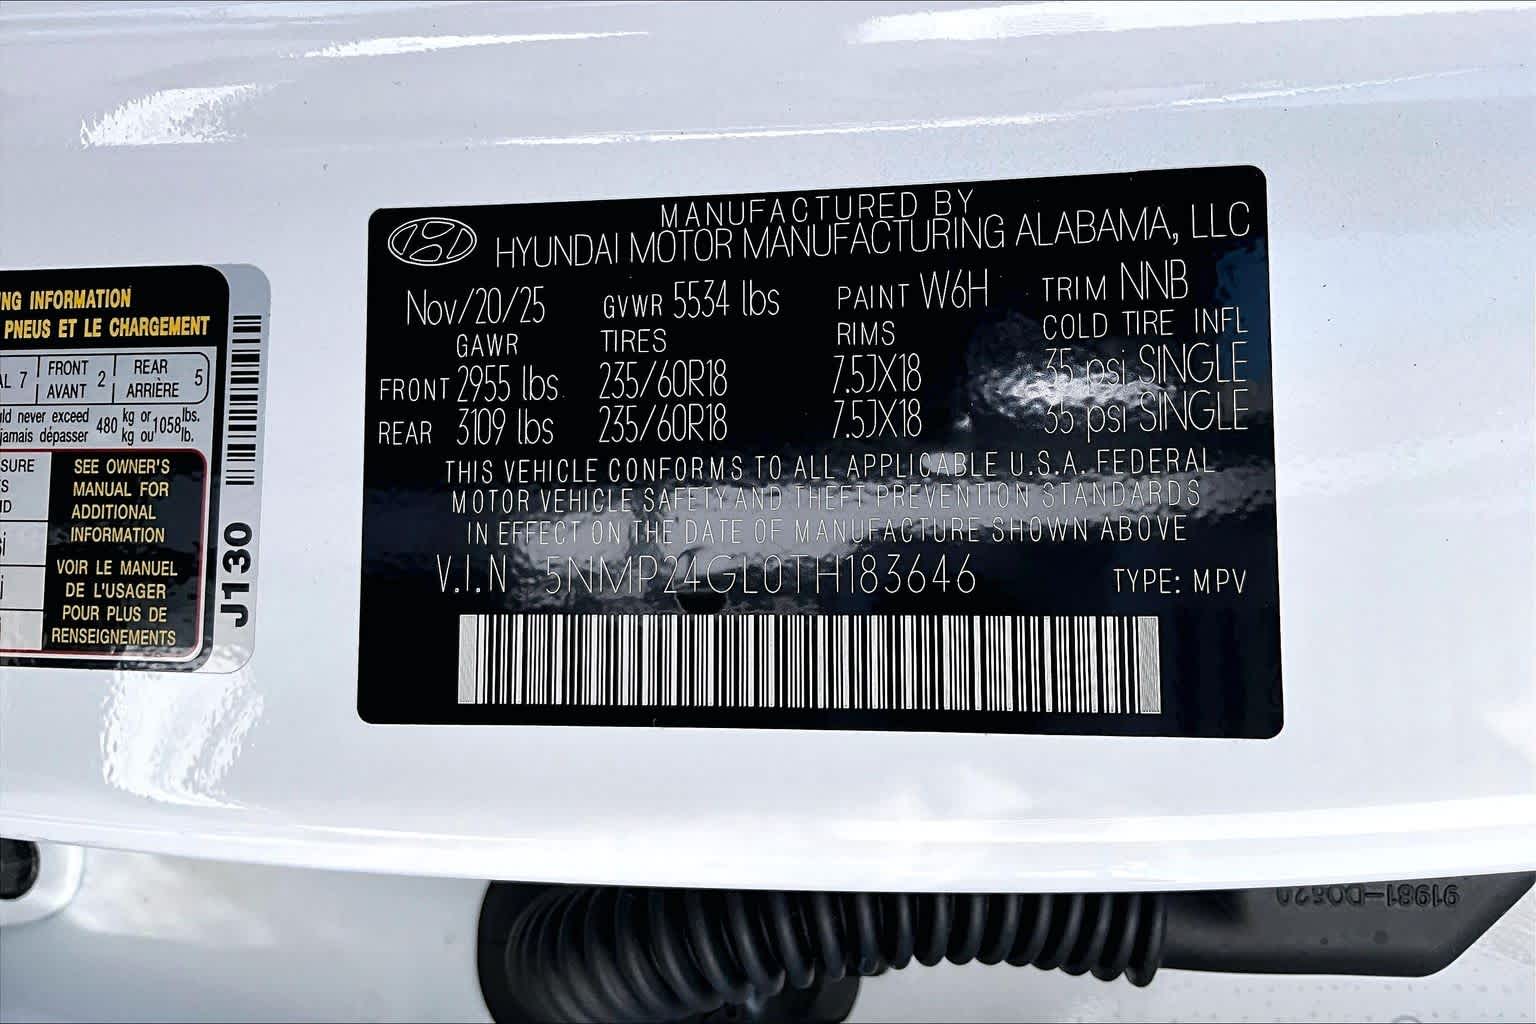 MANUFACTURED BY
HYUNDAI MOTOR MANUFACTURING ALABAMA, LLC
Nov/20/25 GVWR 5534 lbs PAINT W6H TRIM NNB
GAWR TIRES RIMS COLD TIRE INFL
FRONT 2955 lbs. 235/60R18 7.5JX18 35 psi SINGLE
REAR 3109 lbs 235/60R18 7.5JX18 35 psi SINGLE
THIS VEHICLE CONFORMS TO ALL APPLICABLE U.S.A. FEDERAL
MOTOR VEHICLE SAFETY AND THEFT PREVENTION STANDARDS
IN EFFECT ON THE DATE OF MANUFACTURE SHOWN ABOVE
V.I.N 5NMP24GL0TH183646 TYPE: MPV
INFORMATION
PNEUS ET LE CHARGEMENT
7 FRONT 2 REAR 5
AVANT ARRIÈRE
never exceed 480 kg or 1058 lbs.
jamais dépasser kg ou lb.
SEE OWNER'S
MANUAL FOR
ADDITIONAL
INFORMATION
VOIR LE MANUEL
DE L'USAGER
POUR PLUS DE
RENSEIGNEMENTS
J130